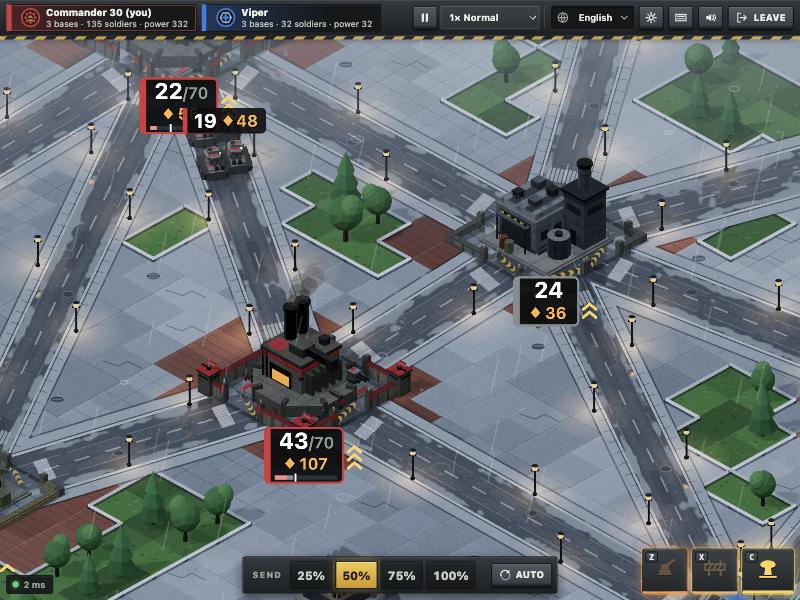 Commander 30 (you)
3 bases · 135 soldiers · power 332
Viper
3 bases · 32 soldiers · power 32
1x Normal
English
LEAVE
22/70
5
19 48
24
36
43/70
107
SEND 25% 50% 75% 100% AUTO
Z X C
2 ms